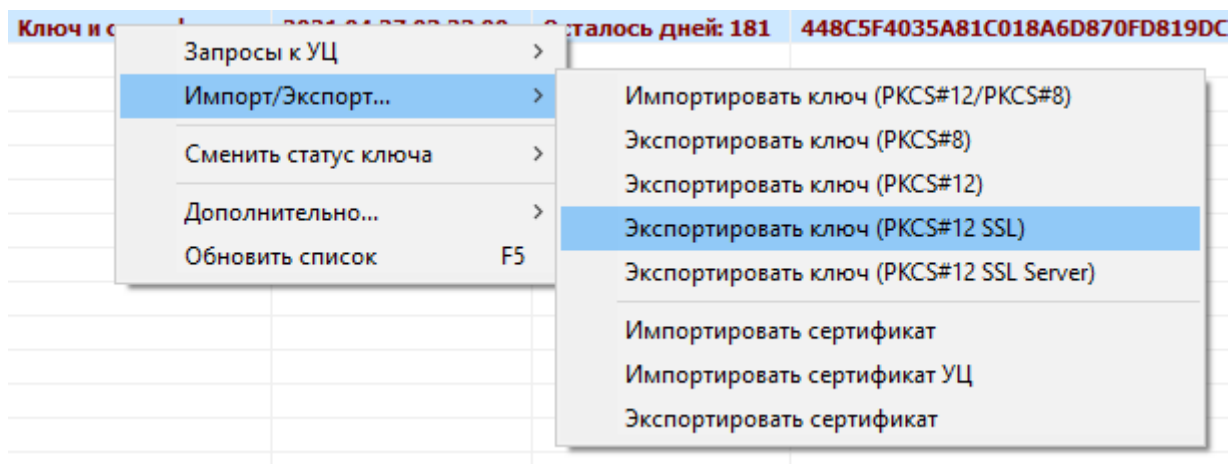 Ключ и с
сталось дней: 181 448C5F4035A81C018A6D870FD819DC
Запросы к УЦ
Импорт/Экспорт...
Сменить статус ключа
Дополнительно...
Обновить список F5
Импортировать ключ (PKCS#12/PKCS#8)
Экспортировать ключ (PKCS#8)
Экспортировать ключ (PKCS#12)
Экспортировать ключ (PKCS#12 SSL)
Экспортировать ключ (PKCS#12 SSL Server)
Импортировать сертификат
Импортировать сертификат УЦ
Экспортировать сертификат